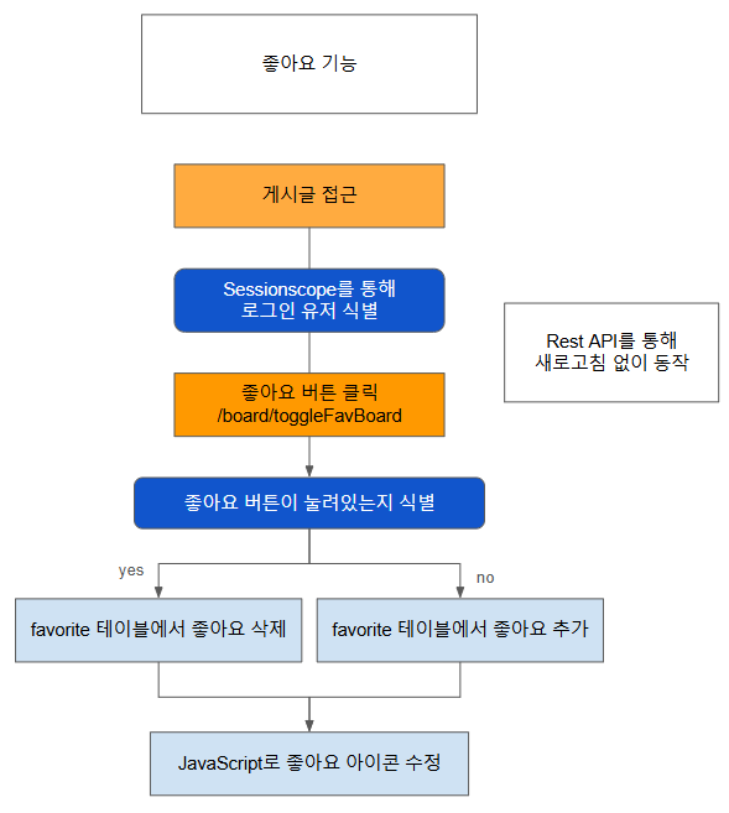 좋아요 기능
게시글 접근
Sessionscope를 통해
로그인 유저 식별
Rest API를 통해
새로고침 없이 동작
좋아요 버튼 클릭
/board/toggleFavBoard
좋아요 버튼이 눌려있는지 식별
yes
no
favorite 테이블에서 좋아요 삭제
favorite 테이블에서 좋아요 추가
JavaScript로 좋아요 아이콘 수정